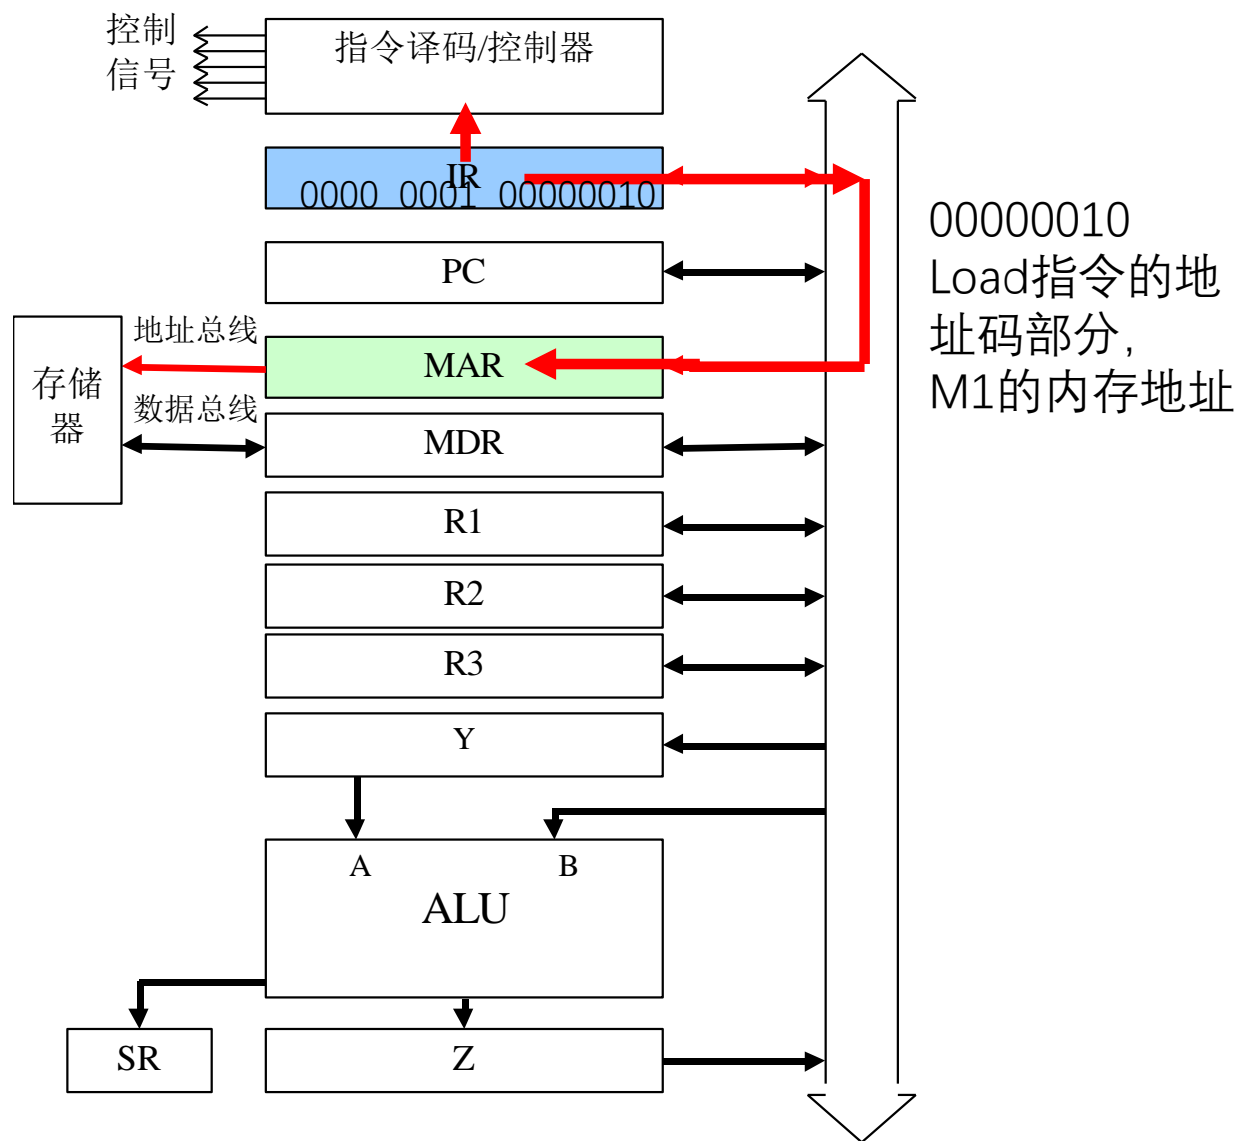 控制
信号
指令译码/控制器
IR
0000 0001 00000010
PC
地址总线
MAR
存储
器
数据总线
MDR
R1
R2
R3
Y
A
B
ALU
SR
Z
00000010
Load指令的地
址码部分,
M1的内存地址